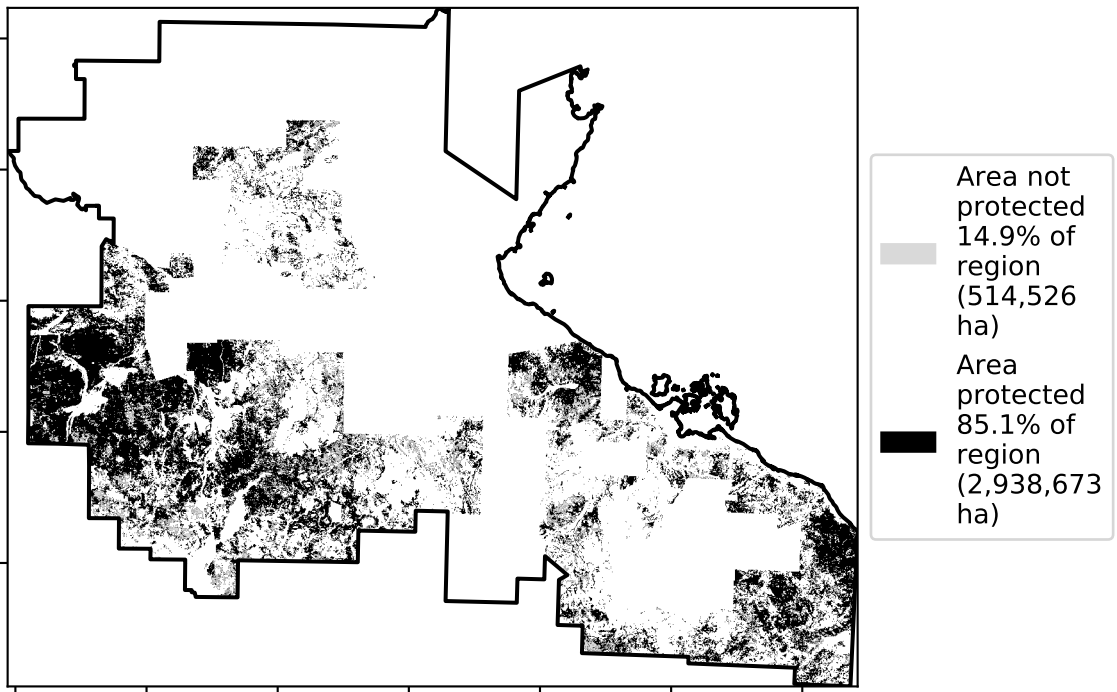 Area not
protected
14.9% of
region
(514,526
ha)
Area
protected
85.1% of
region
(2,938,673
ha)